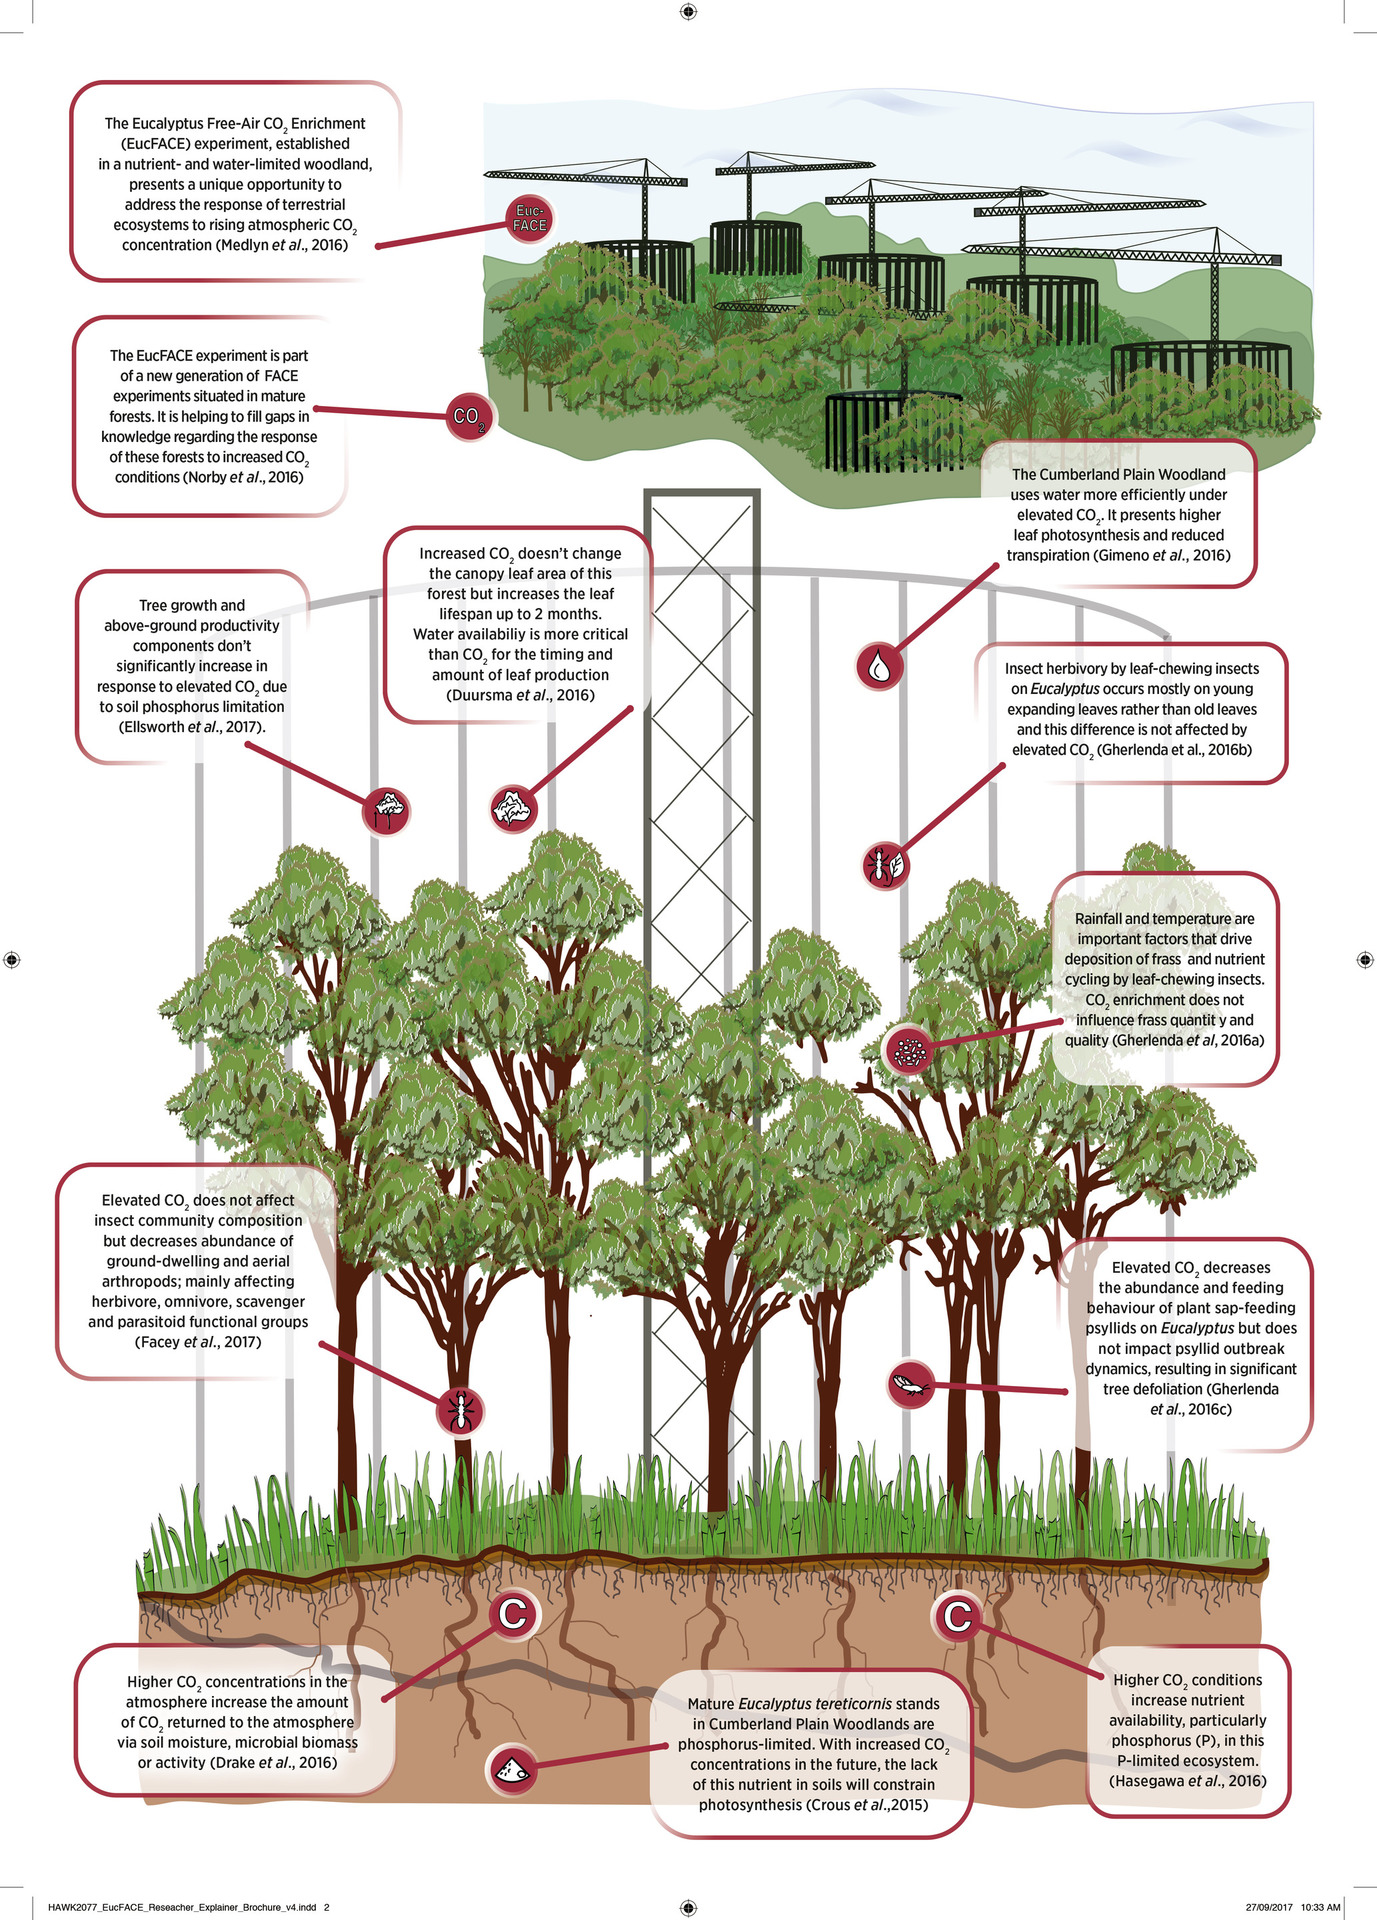 The Eucalyptus Free-Air CO2 Enrichment
(EucFACE) experiment, established
in a nutrient- and water-limited woodland,
presents a unique opportunity to
address the response of terrestrial
ecosystems to rising atmospheric CO2
concentration (Medlyn et al., 2016)
Euc-
FACE
The EucFACE experiment is part
of a new generation of FACE
experiments situated in mature
forests. It is helping to fill gaps in
knowledge regarding the response
of these forests to increased CO2
conditions (Norby et al., 2016)
CO2
The Cumberland Plain Woodland
uses water more efficiently under
elevated CO2. It presents higher
leaf photosynthesis and reduced
transpiration (Gimeno et al., 2016)
Increased CO2 doesn't change
the canopy leaf area of this
forest but increases the leaf
lifespan up to 2 months.
Water availabiliy is more critical
than CO2 for the timing and
amount of leaf production
(Duursma et al., 2016)
Tree growth and
above-ground productivity
components don't
significantly increase in
response to elevated CO2 due
to soil phosphorus limitation
(Ellsworth et al., 2017).
Insect herbivory by leaf-chewing insects
on Eucalyptus occurs mostly on young
expanding leaves rather than old leaves
and this difference is not affected by
elevated CO2 (Gherlenda et al., 2016b)
Rainfall and temperature are
important factors that drive
deposition of frass and nutrient
cycling by leaf-chewing insects.
CO2 enrichment does not
influence frass quantit y and
quality (Gherlenda et al, 2016a)
Elevated CO2 does not affect
insect community composition
but decreases abundance of
ground-dwelling and aerial
arthropods; mainly affecting
herbivore, omnivore, scavenger
and parasitoid functional groups
(Facey et al., 2017)
Elevated CO2 decreases
the abundance and feeding
behaviour of plant sap-feeding
psyllids on Eucalyptus but does
not impact psyllid outbreak
dynamics, resulting in significant
tree defoliation (Gherlenda
et al., 2016c)
C
C
Higher CO2 concentrations in the
atmosphere increase the amount
of CO2 returned to the atmosphere
via soil moisture, microbial biomass
or activity (Drake et al., 2016)
Mature Eucalyptus tereticornis stands
in Cumberland Plain Woodlands are
phosphorus-limited. With increased CO2
concentrations in the future, the lack
of this nutrient in soils will constrain
photosynthesis (Crous et al.,2015)
Higher CO2 conditions
increase nutrient
availability, particularly
phosphorus (P), in this
P-limited ecosystem.
(Hasegawa et al., 2016)
HAWK2077_EucFACE_Reseacher_Explainer_Brochure_v4.indd 2
27/09/2017 10:33 AM